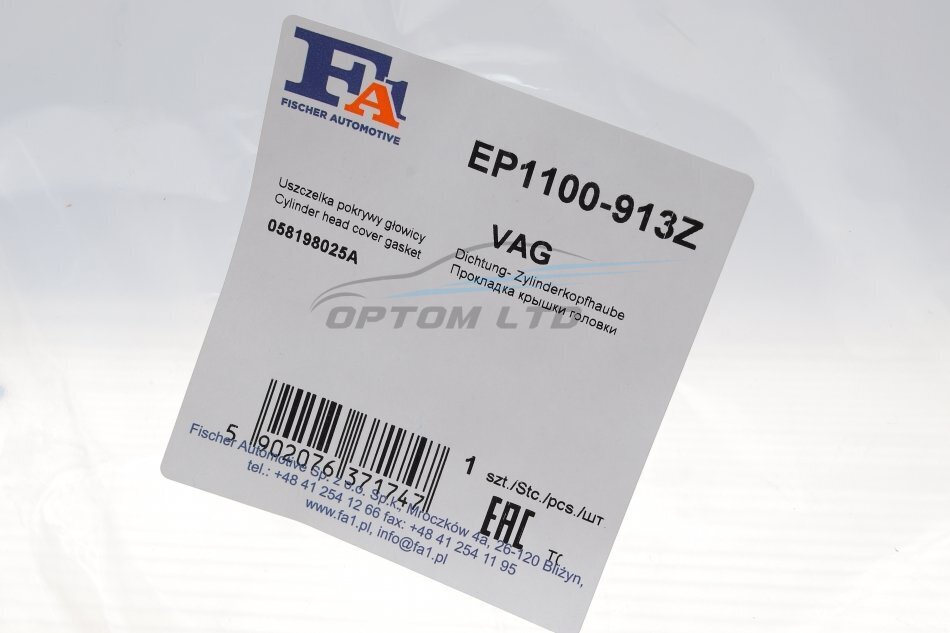 FA1
FISCHER AUTOMOTIVE
EP1100-913Z
VAG
Uszczelka pokrywy głowicy
Cylinder head cover gasket
058198025A
Dichtung- Zylinderkopfhaube
Прокладка крышки головки
OPTOM LTD
5 902076 371747
1 szt./Stc./pcs./шт.
EAC
Fischer Automotive Sp. z o.o. Sp.k., Mroczków 4a, 26-120 Bliżyn,
tel.: +48 41 254 12 66 fax: +48 41 254 11 95
www.fa1.pl, info@fa1.pl